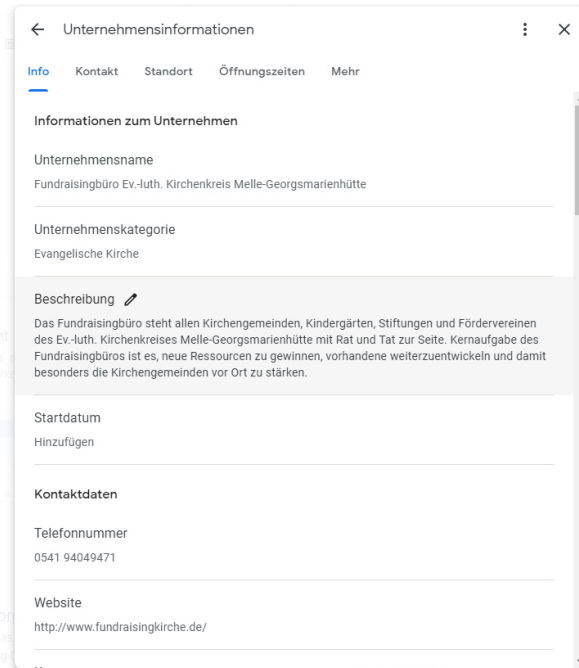 Unternehmensinformationen
Info Kontakt Standort Öffnungszeiten Mehr
Informationen zum Unternehmen
Unternehmensname
Fundraisingbüro Ev.-luth. Kirchenkreis Melle-Georgsmarienhütte
Unternehmenskategorie
Evangelische Kirche
Beschreibung
Das Fundraisingbüro steht allen Kirchengemeinden, Kindergärten, Stiftungen und Fördervereinen
des Ev.-luth. Kirchenkreises Melle-Georgsmarienhütte mit Rat und Tat zur Seite. Kernaufgabe des
Fundraisingbüros ist es, neue Ressourcen zu gewinnen, vorhandene weiterzuentwickeln und damit
besonders die Kirchengemeinden vor Ort zu stärken.
Startdatum
Hinzufügen
Kontaktdaten
Telefonnummer
0541 94049471
Website
http://www.fundraisingkirche.de/